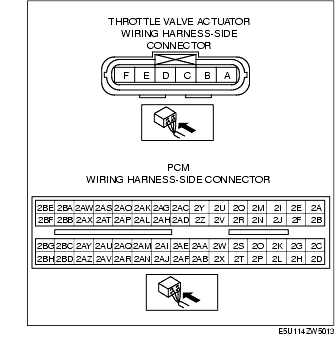 THROTTLE VALVE ACTUATOR
WIRING HARNESS-SIDE
CONNECTOR
F E D C B A
PCM
WIRING HARNESS-SIDE CONNECTOR
2BE 2BA 2AW 2AS 2AO 2AK 2AG 2AC 2Y 2U 2Q 2M 2I 2E 2A
2BF 2BB 2AX 2AT 2AP 2AL 2AH 2AD 2Z 2V 2R 2N 2J 2F 2B
2BG 2BC 2AY 2AU 2AQ 2AM 2AI 2AE 2AA 2W 2S 2O 2K 2G 2C
2BH 2BD 2AZ 2AV 2AR 2AN 2AJ 2AF 2AB 2X 2T 2P 2L 2H 2D
E5U114ZW5013